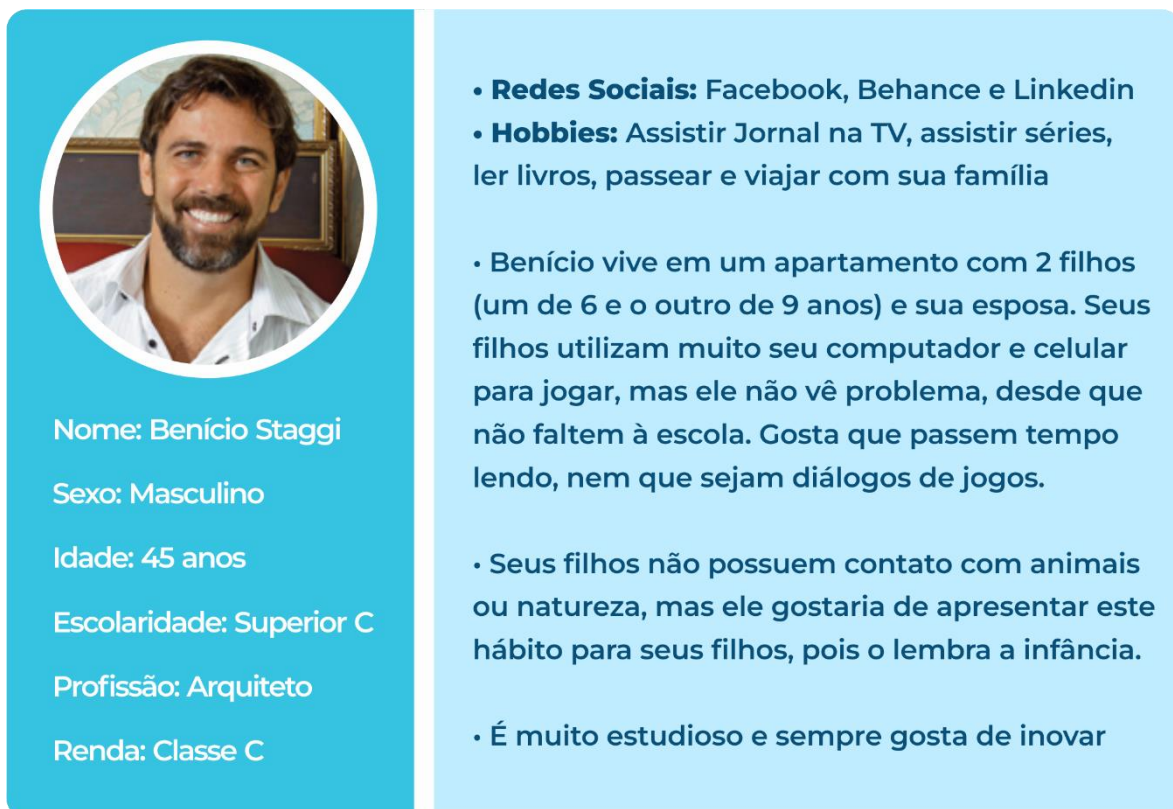 Nome: Benício Staggi
Sexo: Masculino
Idade: 45 anos
Escolaridade: Superior C
Profissão: Arquiteto
Renda: Classe C
• Redes Sociais: Facebook, Behance e Linkedin
• Hobbies: Assistir Jornal na TV, assistir séries,
ler livros, passear e viajar com sua família
• Benício vive em um apartamento com 2 filhos
(um de 6 e o outro de 9 anos) e sua esposa. Seus
filhos utilizam muito seu computador e celular
para jogar, mas ele não vê problema, desde que
não faltem à escola. Gosta que passem tempo
lendo, nem que sejam diálogos de jogos.
• Seus filhos não possuem contato com animais
ou natureza, mas ele gostaria de apresentar este
hábito para seus filhos, pois o lembra a infância.
• É muito estudioso e sempre gosta de inovar